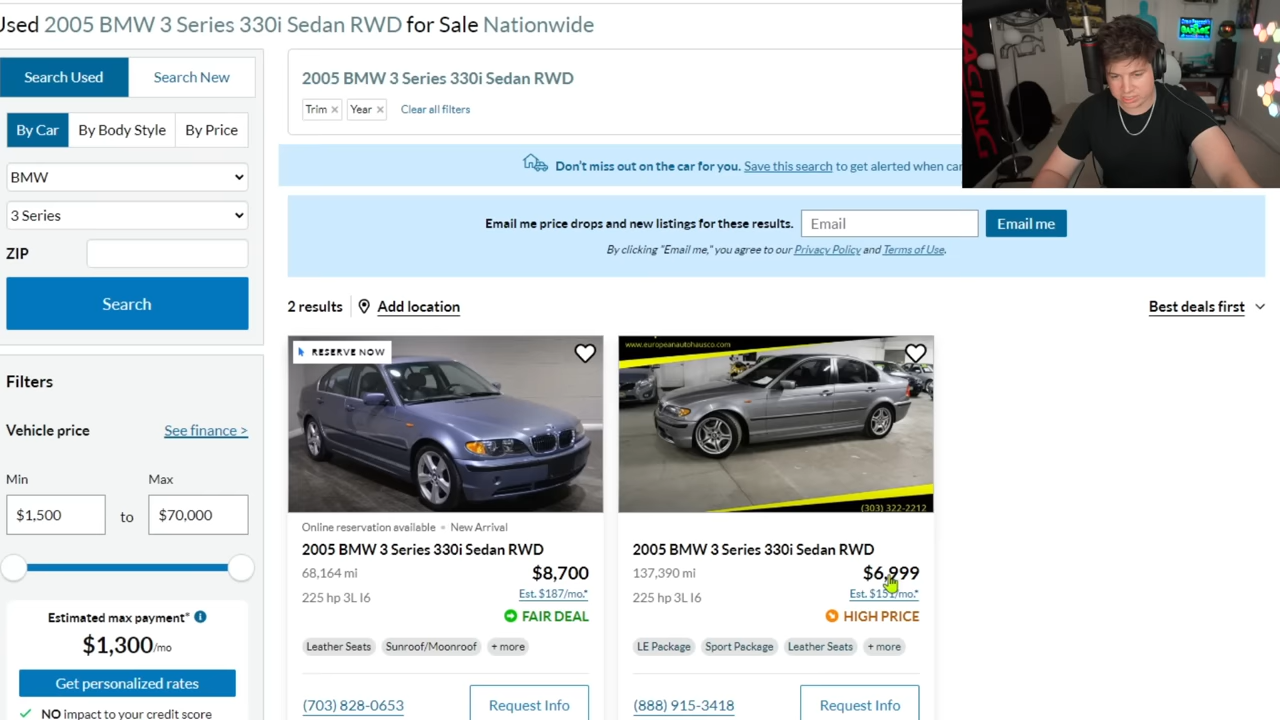 Used 2005 BMW 3 Series 330i Sedan RWD for Sale Nationwide
Search Used
Search New
By Car
By Body Style
By Price
BMW
3 Series
ZIP
Search
Filters
Vehicle price
See finance >
Min
Max
$1,500
to
$70,000
Estimated max payment*
$1,300/mo
Get personalized rates
NO impact to your credit score
2005 BMW 3 Series 330i Sedan RWD
Trim ×
Year ×
Clear all filters
Don't miss out on the car for you. Save this search to get alerted when car
Email me price drops and new listings for these results.
Email
Email me
By clicking "Email me," you agree to our Privacy Policy and Terms of Use.
2 results
Add location
Best deals first
RESERVE NOW
Online reservation available • New Arrival
2005 BMW 3 Series 330i Sedan RWD
68,164 mi
$8,700
225 hp 3L I6
Est. $187/mo.*
FAIR DEAL
Leather Seats
Sunroof/Moonroof
+ more
(703) 828-0653
Request Info
www.europeanautohausco.com
(303) 322-2212
2005 BMW 3 Series 330i Sedan RWD
137,390 mi
$6,999
225 hp 3L I6
Est. $151/mo.*
HIGH PRICE
LE Package
Sport Package
Leather Seats
+ more
(888) 915-3418
Request Info
RACING